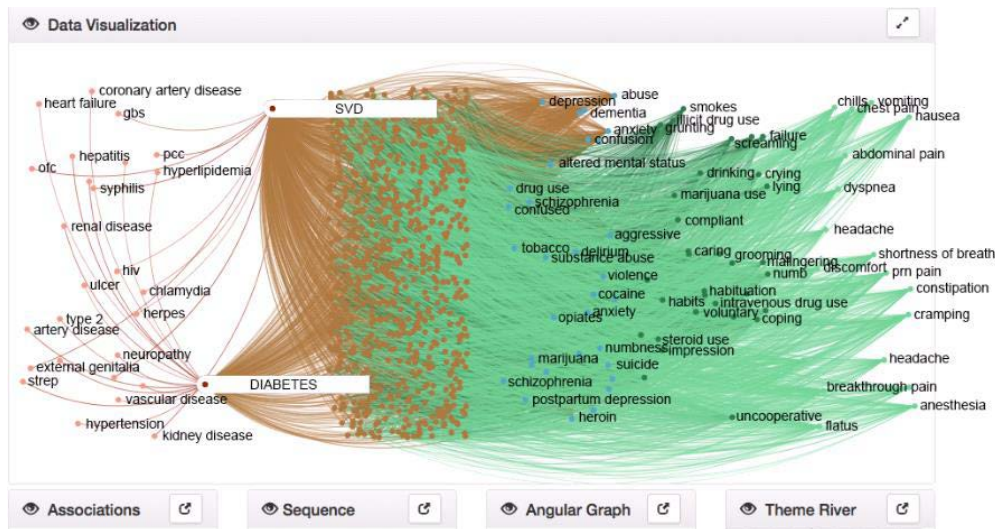 Data Visualization
coronary artery disease
heart failure
gbs
hepatitis
pcc
ofc
hyperlipidemia
syphilis
renal disease
hiv
ulcer
chlamydia
herpes
type 2
artery disease
neuropathy
external genitalia
strep
vascular disease
hypertension
kidney disease
SVD
DIABETES
abuse
depression
dementia
anxiety
confusion
altered mental status
drug use
schizophrenia
confused
aggressive
tobacco
delirium
substance abuse
violence
cocaine
anxiety
opiates
numbness
marijuana
suicide
schizophrenia
postpartum depression
heroin
smokes
illicit drug use
grunting
failure
screaming
drinking
crying
lying
marijuana use
compliant
caring
grooming
malingering
numb
habituation
habits
intravenous drug use
voluntary
coping
steroid use
impression
uncooperative
chills
vomiting
chest pain
nausea
abdominal pain
dyspnea
headache
shortness of breath
discomfort
prn pain
constipation
cramping
headache
breakthrough pain
anesthesia
flatus
Associations
Sequence
Angular Graph
Theme River